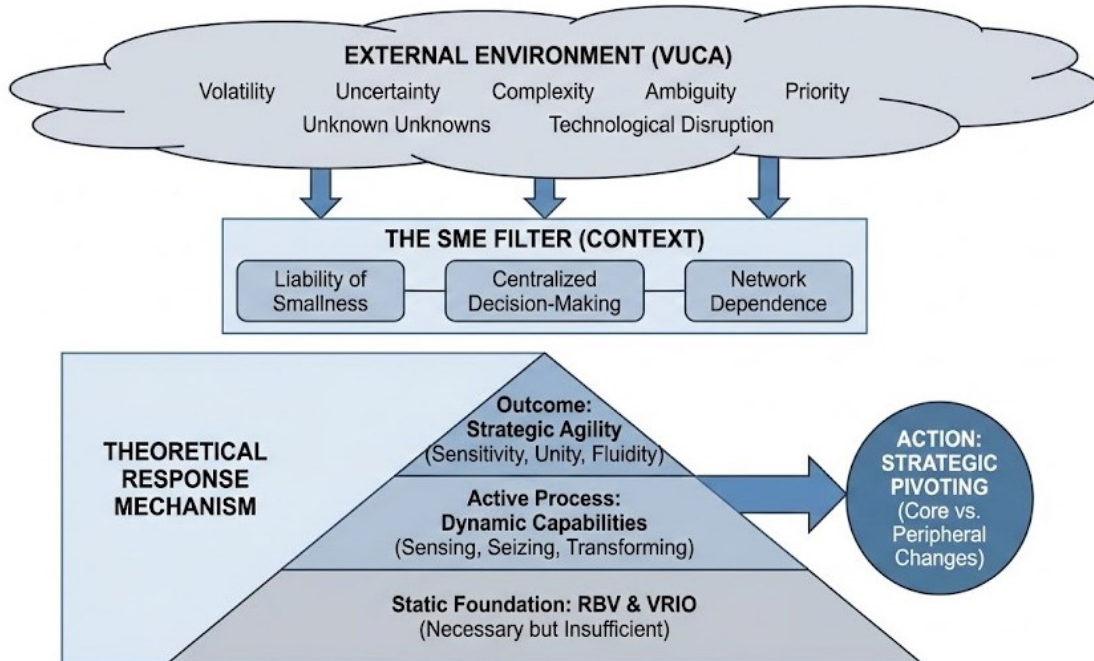 EXTERNAL ENVIRONMENT (VUCA)
Volatility Uncertainty Complexity Ambiguity Priority
Unknown Unknowns Technological Disruption
THE SME FILTER (CONTEXT)
Liability of
Smallness
Centralized
Decision-Making
Network
Dependence
THEORETICAL
RESPONSE
MECHANISM
Outcome:
Strategic Agility
(Sensitivity, Unity, Fluidity)
Active Process:
Dynamic Capabilities
(Sensing, Seizing, Transforming)
Static Foundation: RBV & VRIO
(Necessary but Insufficient)
ACTION:
STRATEGIC
PIVOTING
(Core vs.
Peripheral
Changes)